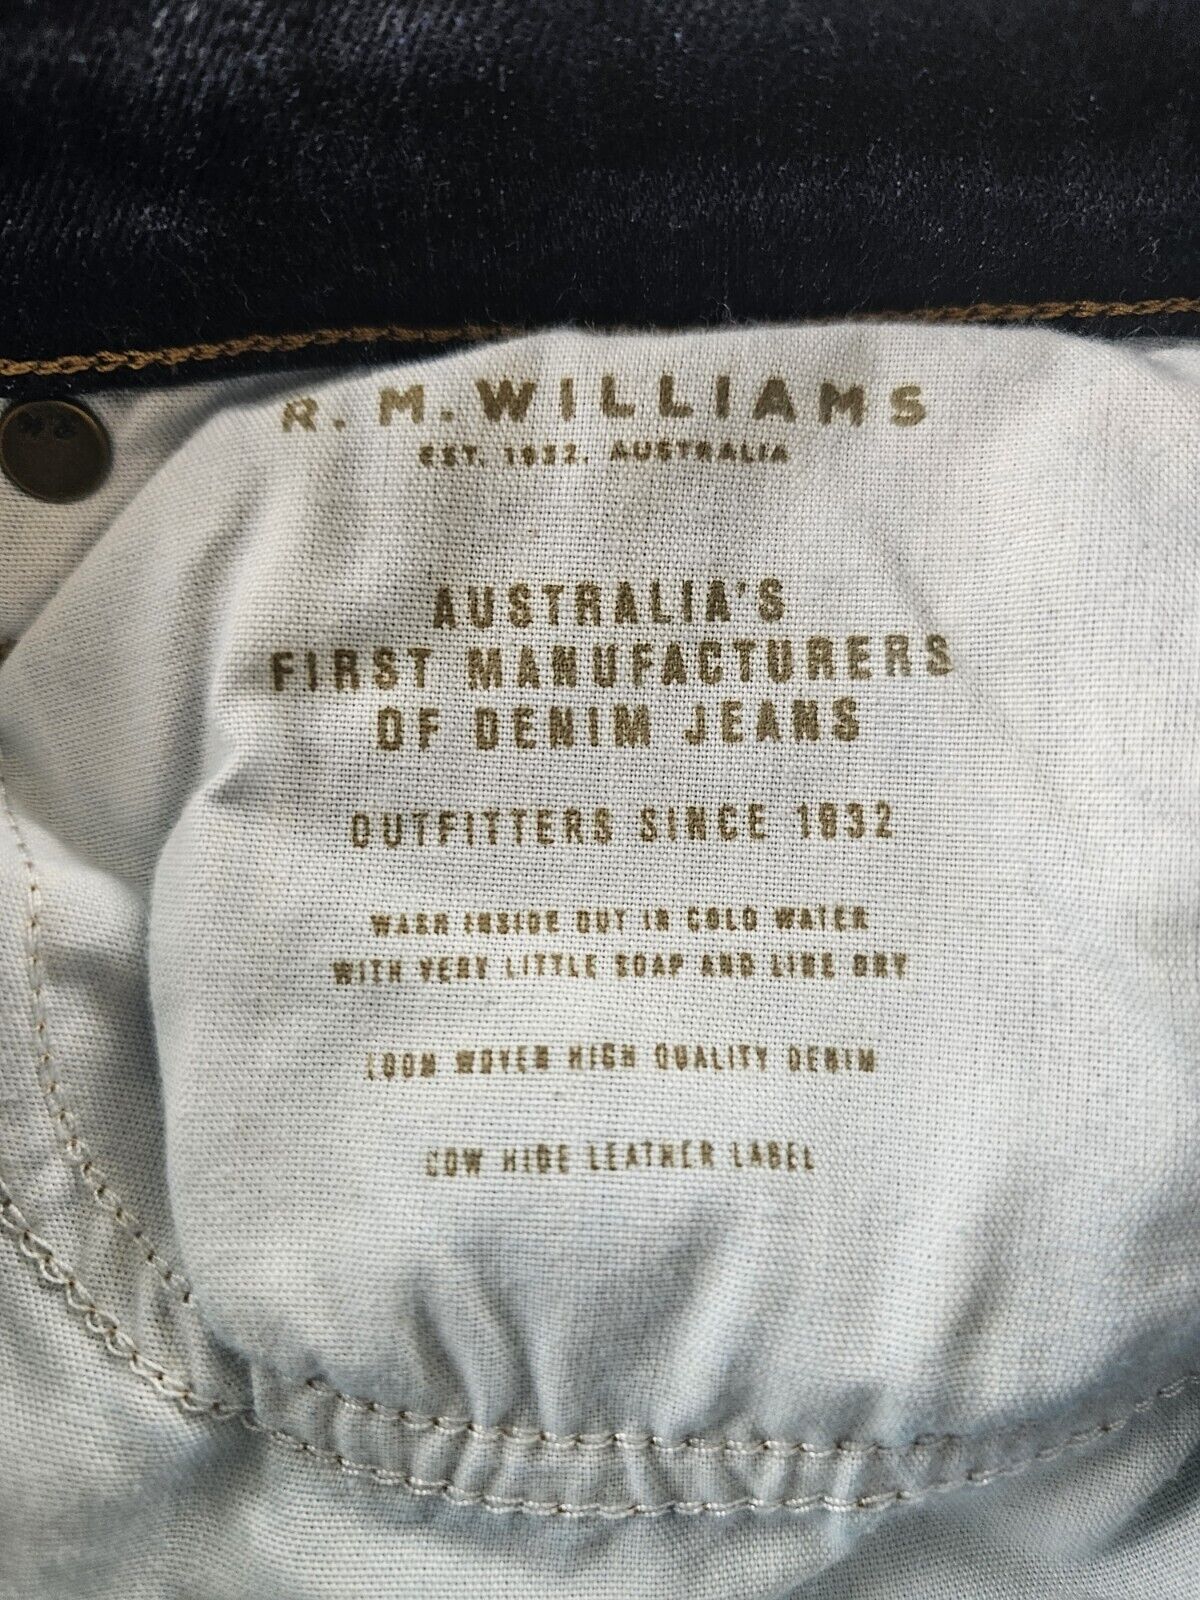 R. M. WILLIAMS
EST. 1932. AUSTRALIA
AUSTRALIA'S
FIRST MANUFACTURERS
OF DENIM JEANS
OUTFITTERS SINCE 1932
WASH INSIDE OUT IN COLD WATER
WITH VERY LITTLE SOAP AND LINE DRY
LOOM WOVEN HIGH QUALITY DENIM
COW HIDE LEATHER LABEL